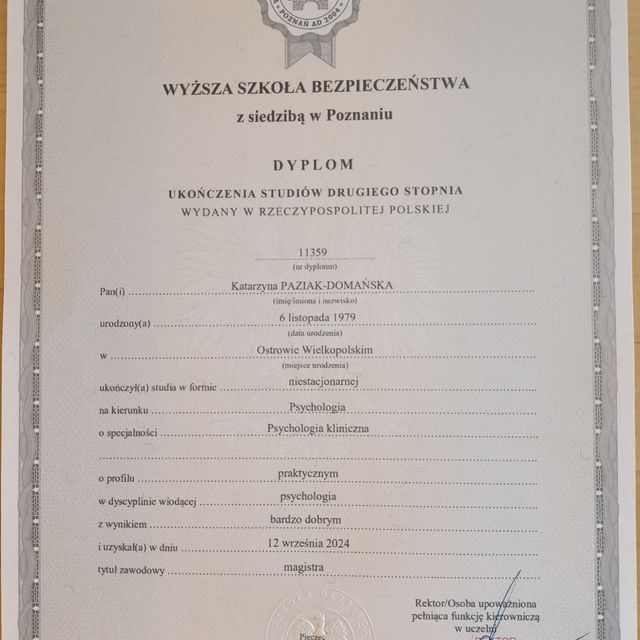 POZNAŃ AD 2004
WYŻSZA SZKOŁA BEZPIECZEŃSTWA
z siedzibą w Poznaniu
DYPLOM
UKOŃCZENIA STUDIÓW DRUGIEGO STOPNIA
WYDANY W RZECZYPOSPOLITEJ POLSKIEJ
11359
(nr dyplomu)
Pan(i) Katarzyna PAZIAK-DOMAŃSKA
(imię/imiona i nazwisko)
urodzony(a) 6 listopada 1979
(data urodzenia)
w Ostrowie Wielkopolskim
(miejsce urodzenia)
ukończył(a) studia w formie niestacjonarnej
na kierunku Psychologia
o specjalności Psychologia kliniczna
o profilu praktycznym
w dyscyplinie wiodącej psychologia
z wynikiem bardzo dobrym
i uzyskał(a) w dniu 12 września 2024
tytuł zawodowy magistra
Rektor/Osoba upoważniona
pełniąca funkcję kierowniczą
w uczelni
Pieczęć
REKTOR